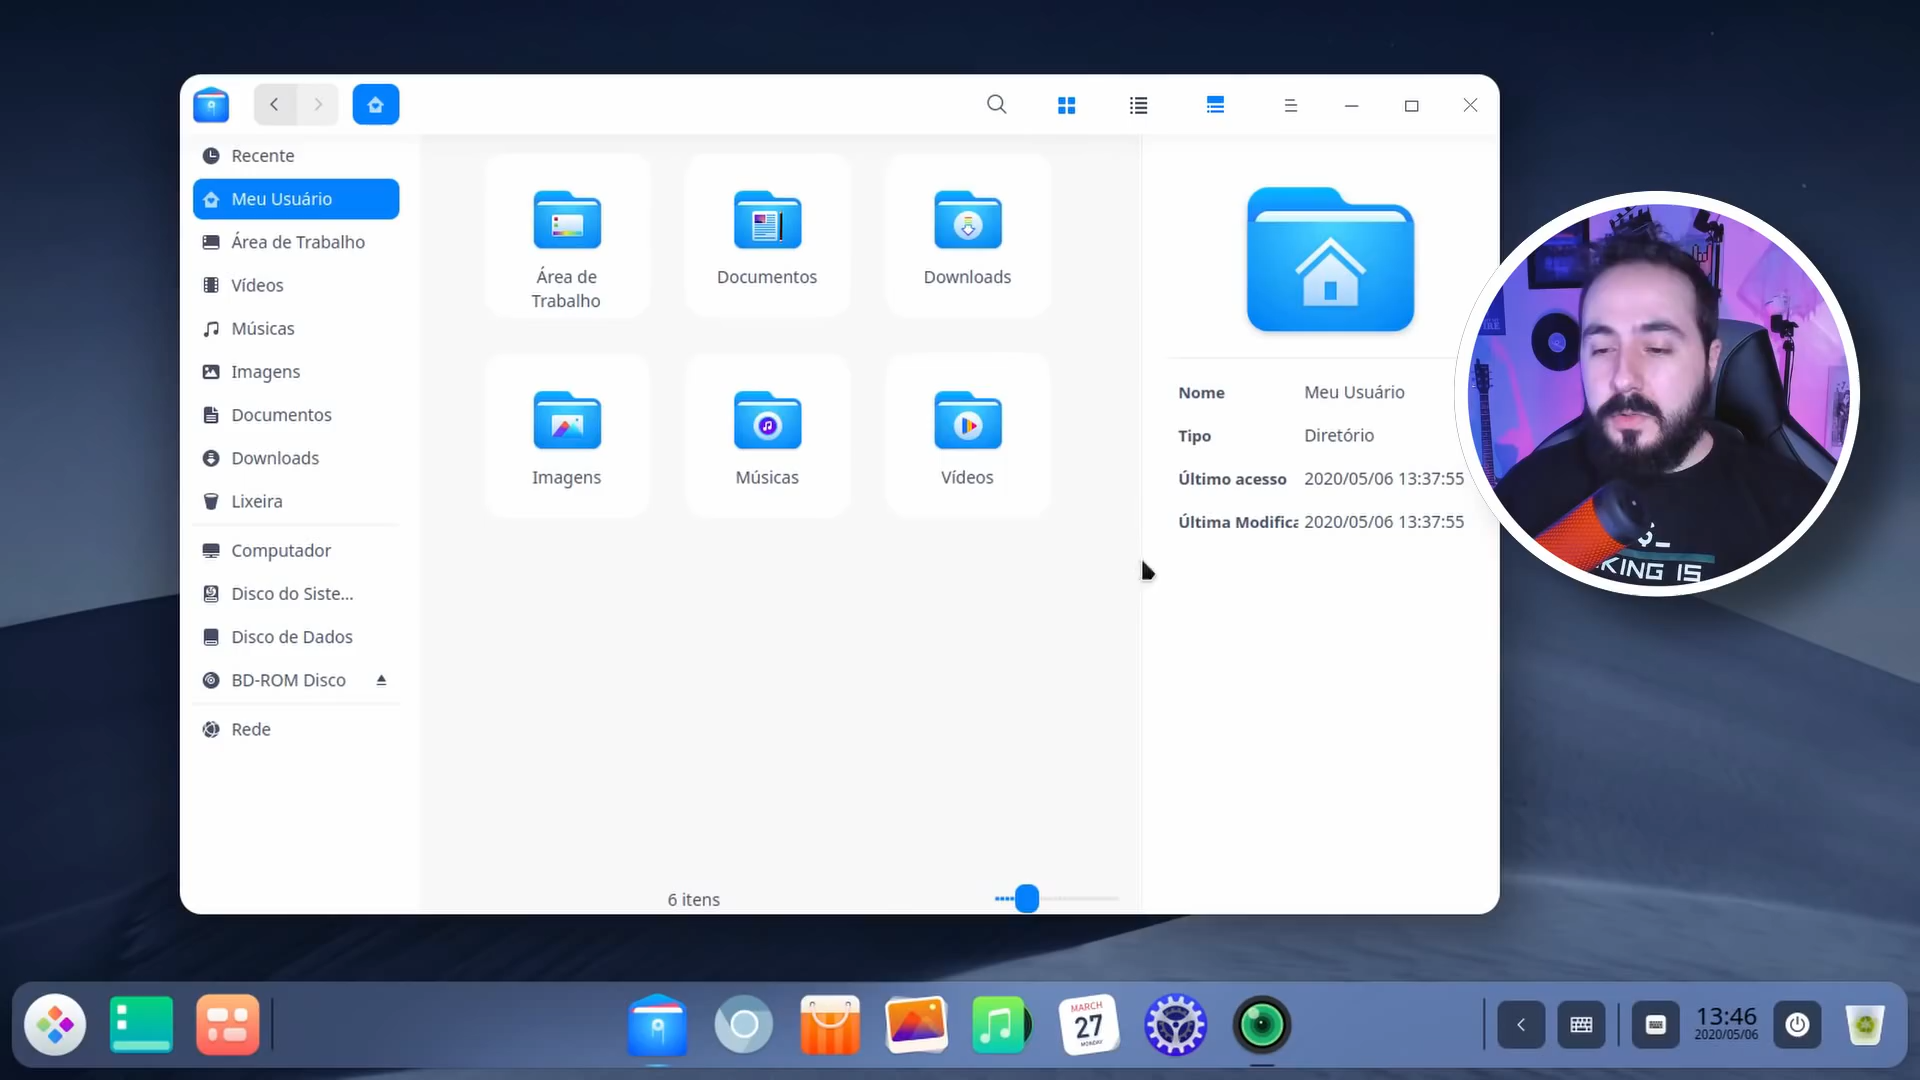 Recente
Meu Usuário
Área de Trabalho
Vídeos
Músicas
Imagens
Documentos
Downloads
Lixeira
Computador
Disco do Siste...
Disco de Dados
BD-ROM Disco
Rede
Área de
Trabalho
Documentos
Downloads
Imagens
Músicas
Vídeos
6 itens
Nome Meu Usuário
Tipo Diretório
Último acesso 2020/05/06 13:37:55
Última Modifica 2020/05/06 13:37:55
$_
KING IS
MARCH
27
MONDAY
13:46
2020/05/06